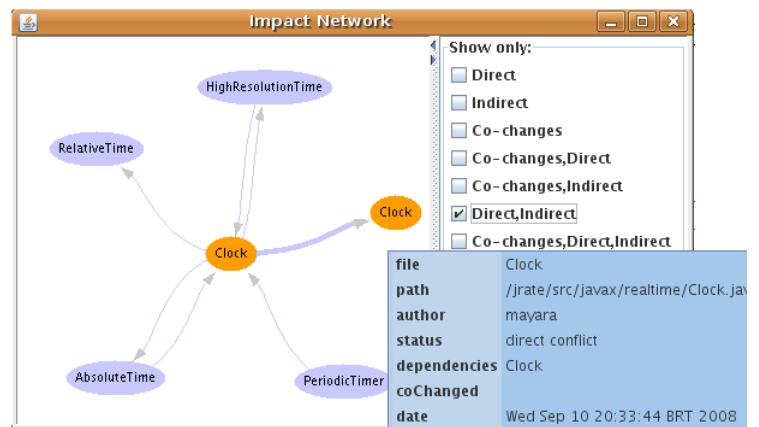 Impact Network
Show only:
Direct
Indirect
Co-changes
Co-changes,Direct
Co-changes,Indirect
Direct,Indirect
Co-changes,Direct,Indirect
HighResolutionTime
RelativeTime
Clock
Clock
AbsoluteTime
PeriodicTimer
file Clock
path /jrate/src/javax/realtime/Clock.jav
author mayara
status direct conflict
dependencies Clock
coChanged
date Wed Sep 10 20:33:44 BRT 2008